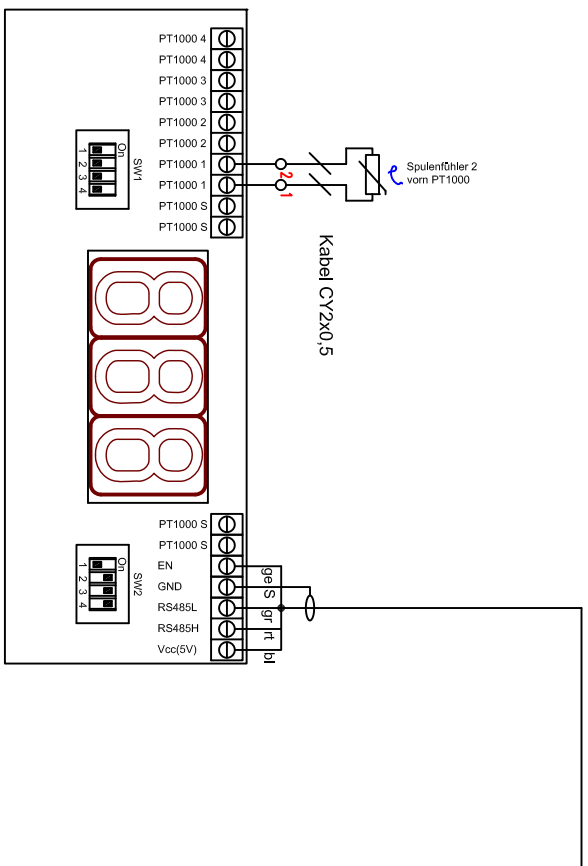 PT1000 4
PT1000 4
PT1000 3
PT1000 3
PT1000 2
PT1000 2
PT1000 1
PT1000 1
PT1000 S
PT1000 S
On
1 2 3 4
SW1
2 1
Spulenfühler 2
vorn PT1000
Kabel CY2x0,5
PT1000 S
PT1000 S
EN
GND
RS485L
RS485H
Vcc(5V)
On
1 2 3 4
SW2
ge S gr rt bl